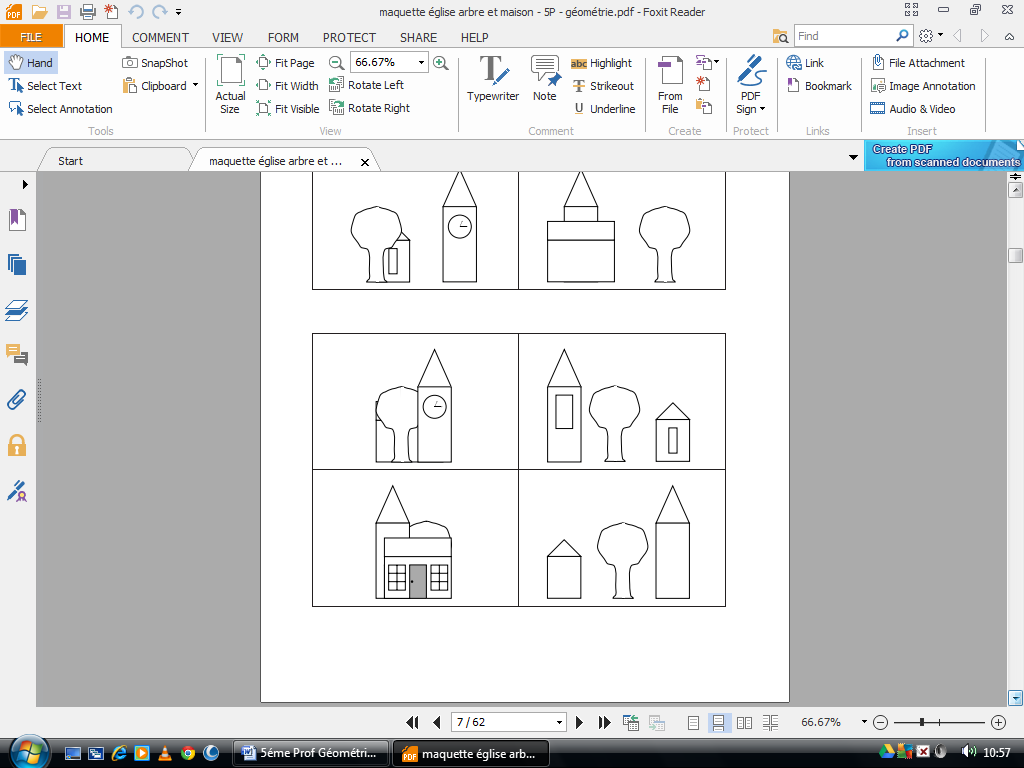 maquette église arbre et maison - 5P - géométrie.pdf - Foxit Reader
FILE HOME COMMENT VIEW FORM PROTECT SHARE HELP
Find
Hand
Select Text
Select Annotation
Tools
SnapShot
Clipboard
Actual Size
Fit Page
Fit Width
Fit Visible
66.67%
Rotate Left
Rotate Right
View
Typewriter
Note
abc Highlight
T Strikeout
U Underline
Comment
From File
Create
PDF Sign
Protect
Link
Bookmark
Links
File Attachment
Image Annotation
Audio & Video
Insert
Start
maquette église arbre et ...
Create PDF
from scanned documents
7 / 62
66.67%
5éme Prof Géométri...
maquette église arb...
10:57